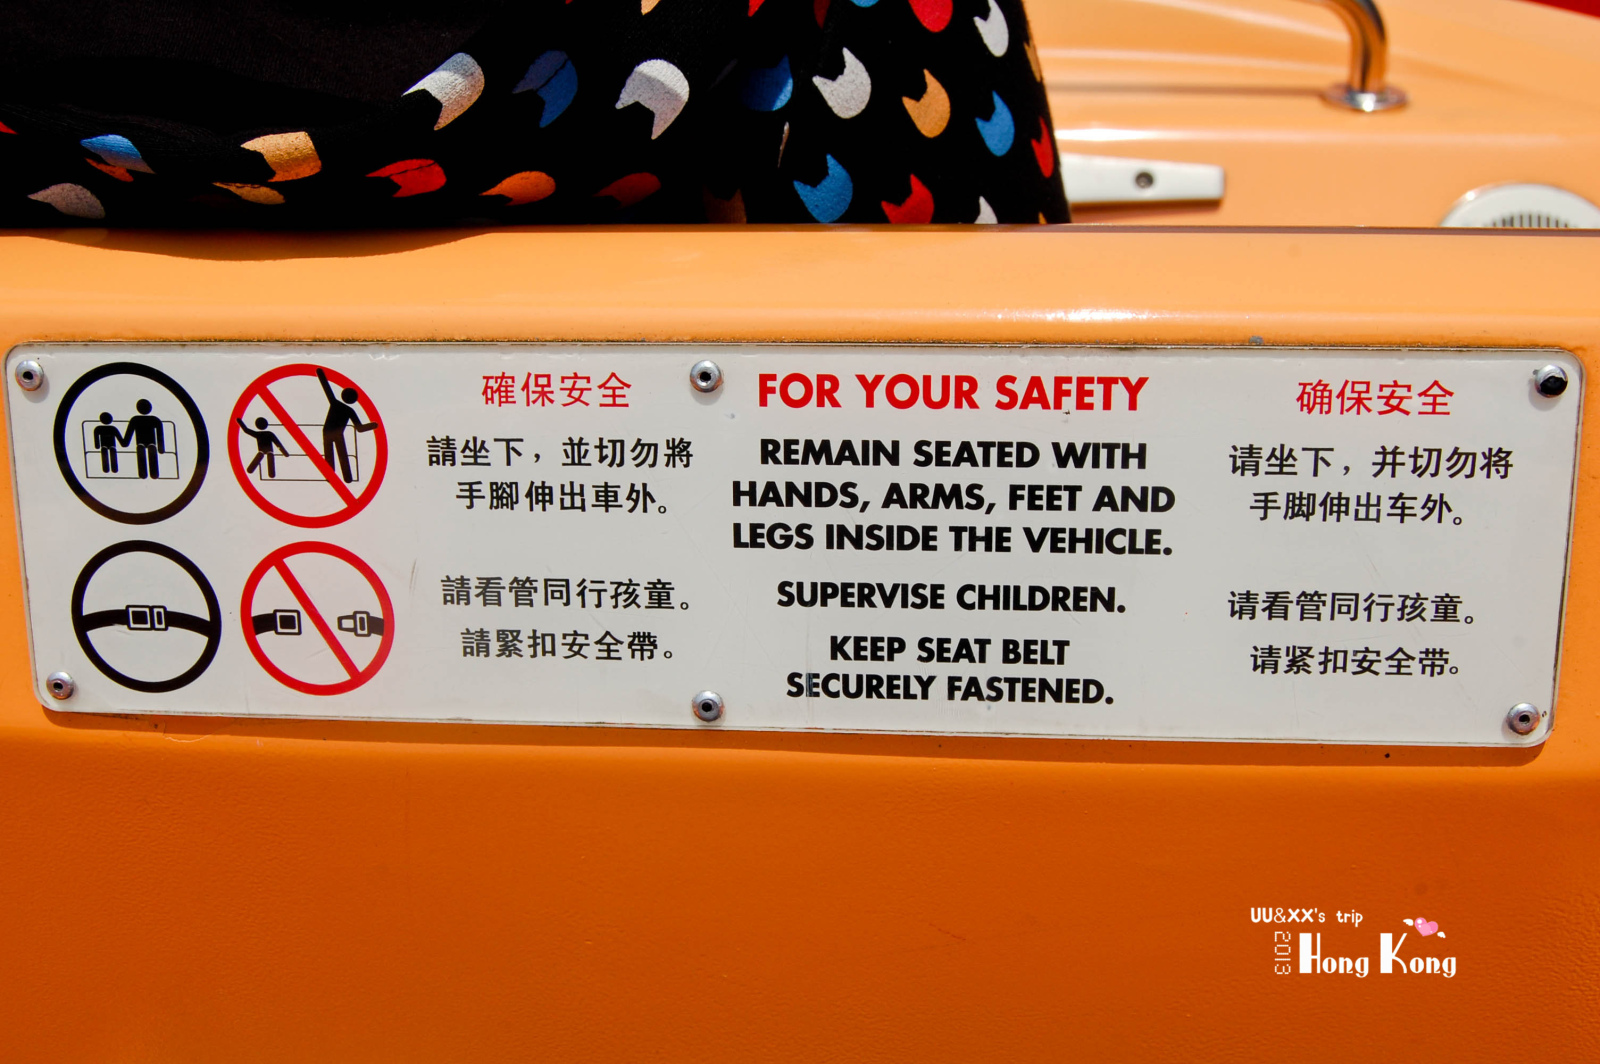 確保安全
請坐下，並切勿將
手腳伸出車外。
請看管同行孩童。
請緊扣安全帶。
FOR YOUR SAFETY
REMAIN SEATED WITH
HANDS, ARMS, FEET AND
LEGS INSIDE THE VEHICLE.
SUPERVISE CHILDREN.
KEEP SEAT BELT
SECURELY FASTENED.
确保安全
请坐下，并切勿将
手脚伸出车外。
请看管同行孩童。
请紧扣安全带。
UU&XX's trip
2013
Hong Kong